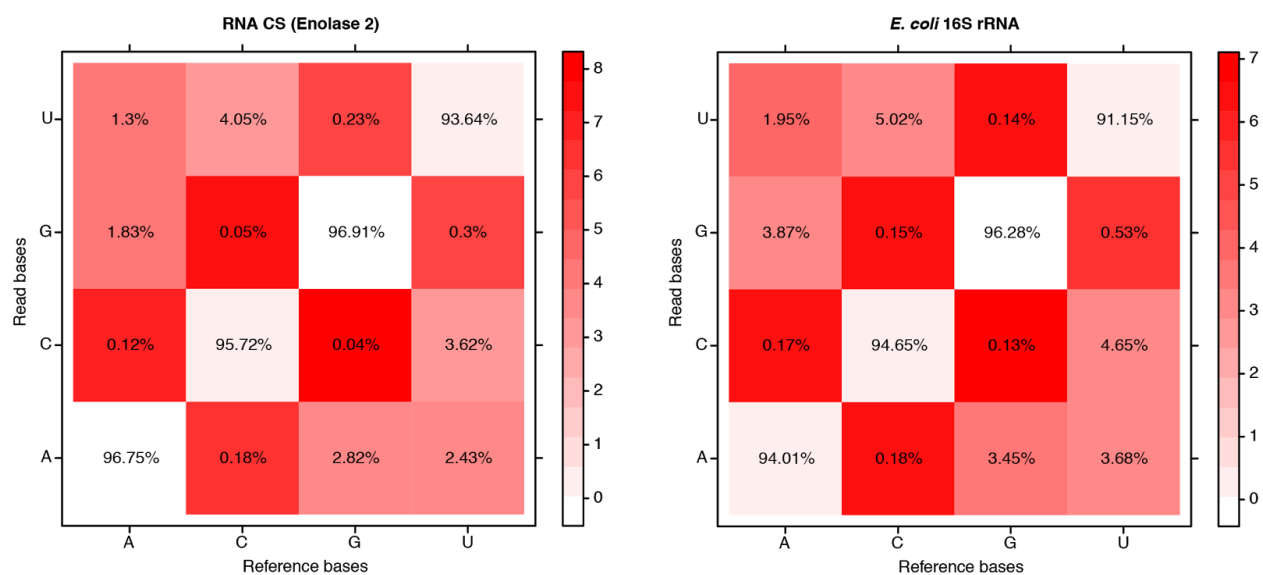 RNA CS (Enolase 2)
U 1.3% 4.05% 0.23% 93.64%
G 1.83% 0.05% 96.91% 0.3%
C 0.12% 95.72% 0.04% 3.62%
A 96.75% 0.18% 2.82% 2.43%
A C G U
Reference bases
Read bases
8
7
6
5
4
3
2
1
0
E. coli 16S rRNA
U 1.95% 5.02% 0.14% 91.15%
G 3.87% 0.15% 96.28% 0.53%
C 0.17% 94.65% 0.13% 4.65%
A 94.01% 0.18% 3.45% 3.68%
A C G U
Reference bases
Read bases
7
6
5
4
3
2
1
0